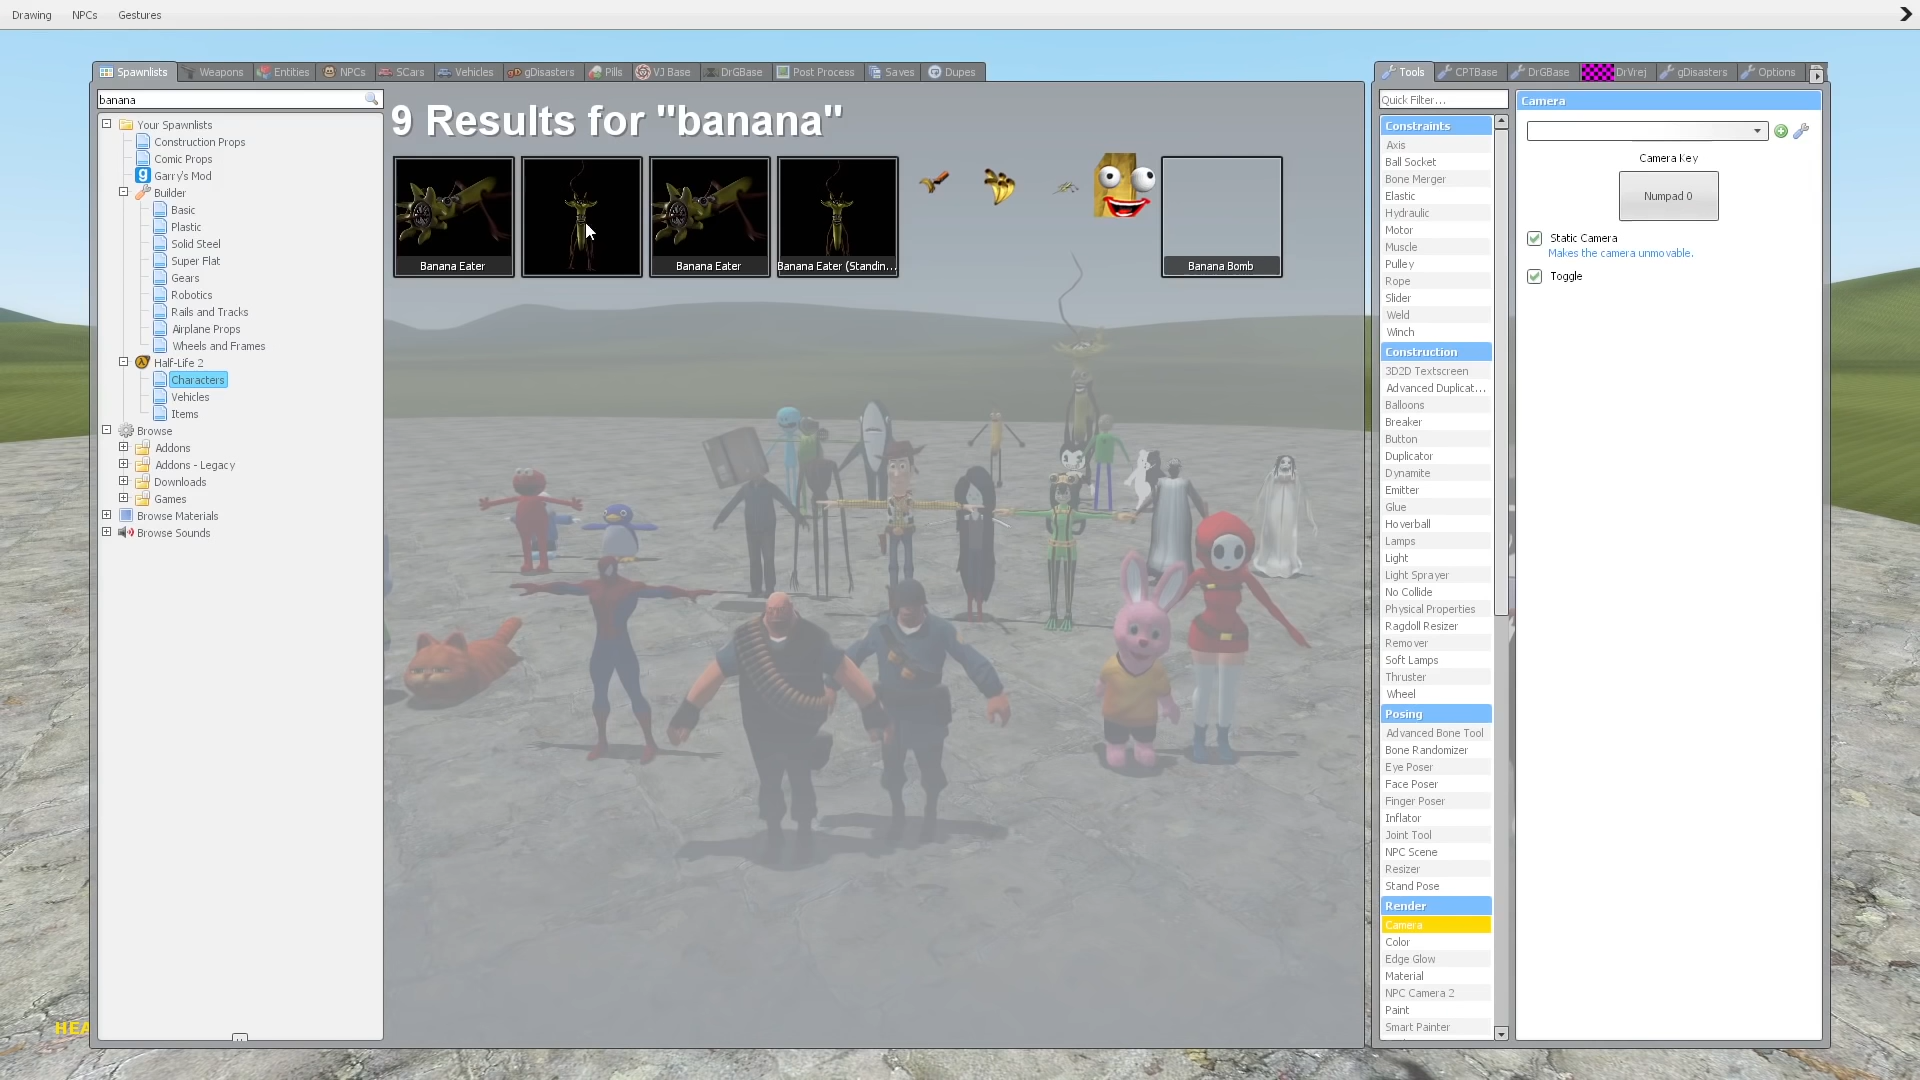 Drawing NPCs Gestures
Spawnlists Weapons Entities NPCs SCars Vehicles gDisasters Pills VJ Base DrGBase Post Process Saves Dupes
banana
Your Spawnlists
Construction Props
Comic Props
Garry's Mod
Builder
Basic
Plastic
Solid Steel
Super Flat
Gears
Robotics
Rails and Tracks
Airplane Props
Wheels and Frames
Half-Life 2
Characters
Vehicles
Items
Browse
Addons
Addons - Legacy
Downloads
Games
Browse Materials
Browse Sounds
HEA
9 Results for "banana"
Banana Eater
Banana Eater
Banana Eater (Standin...
Banana Bomb
Tools CPTBase DrGBase DrVrej gDisasters Options
Quick Filter...
Constraints
Axis
Ball Socket
Bone Merger
Elastic
Hydraulic
Motor
Muscle
Pulley
Rope
Slider
Weld
Winch
Construction
3D2D Textscreen
Advanced Duplicat...
Balloons
Breaker
Button
Duplicator
Dynamite
Emitter
Glue
Hoverball
Lamps
Light
Light Sprayer
No Collide
Physical Properties
Ragdoll Resizer
Remover
Soft Lamps
Thruster
Wheel
Posing
Advanced Bone Tool
Bone Randomizer
Eye Poser
Face Poser
Finger Poser
Inflator
Joint Tool
NPC Scene
Resizer
Stand Pose
Render
Camera
Color
Edge Glow
Material
NPC Camera 2
Paint
Smart Painter
Camera
Camera Key
Numpad 0
Static Camera
Makes the camera unmovable.
Toggle